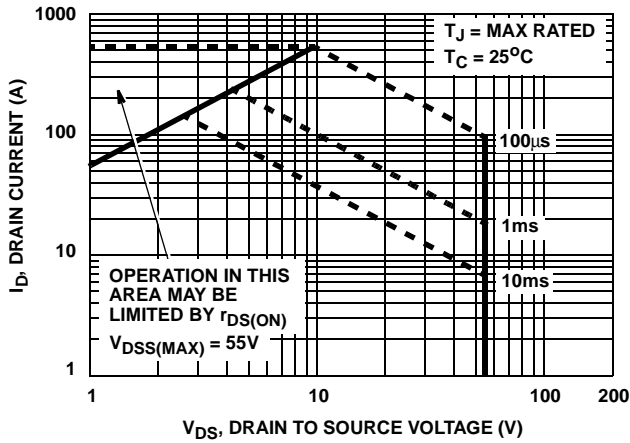 1000
T_J = MAX RATED
T_C = 25°C
100
100µs
1ms
10
10ms
OPERATION IN THIS
AREA MAY BE
LIMITED BY r_DS(ON)
V_DSS(MAX) = 55V
1
1
10
100
200
I_D, DRAIN CURRENT (A)
V_DS, DRAIN TO SOURCE VOLTAGE (V)